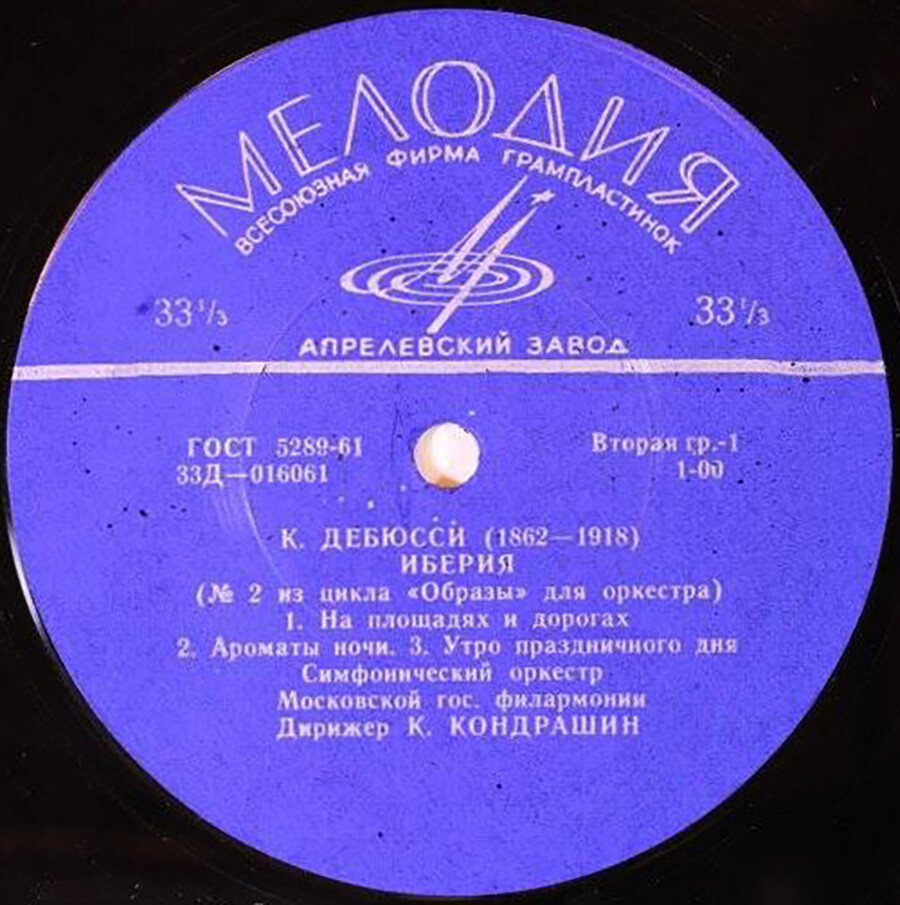 МЕЛОДИЯ
ВСЕСОЮЗНАЯ ФИРМА ГРАМПЛАСТИНОК
33 1/3
33 1/3
АПРЕЛЕВСКИЙ ЗАВОД
ГОСТ 5289-61
Вторая гр.-1
33Д—016061
1-00
К. ДЕБЮССИ (1862—1918)
ИБЕРИЯ
(№ 2 из цикла «Образы» для оркестра)
1. На площадях и дорогах
2. Ароматы ночи. 3. Утро праздничного дня
Симфонический оркестр
Московской гос. филармонии
Дирижер К. КОНДРАШИН